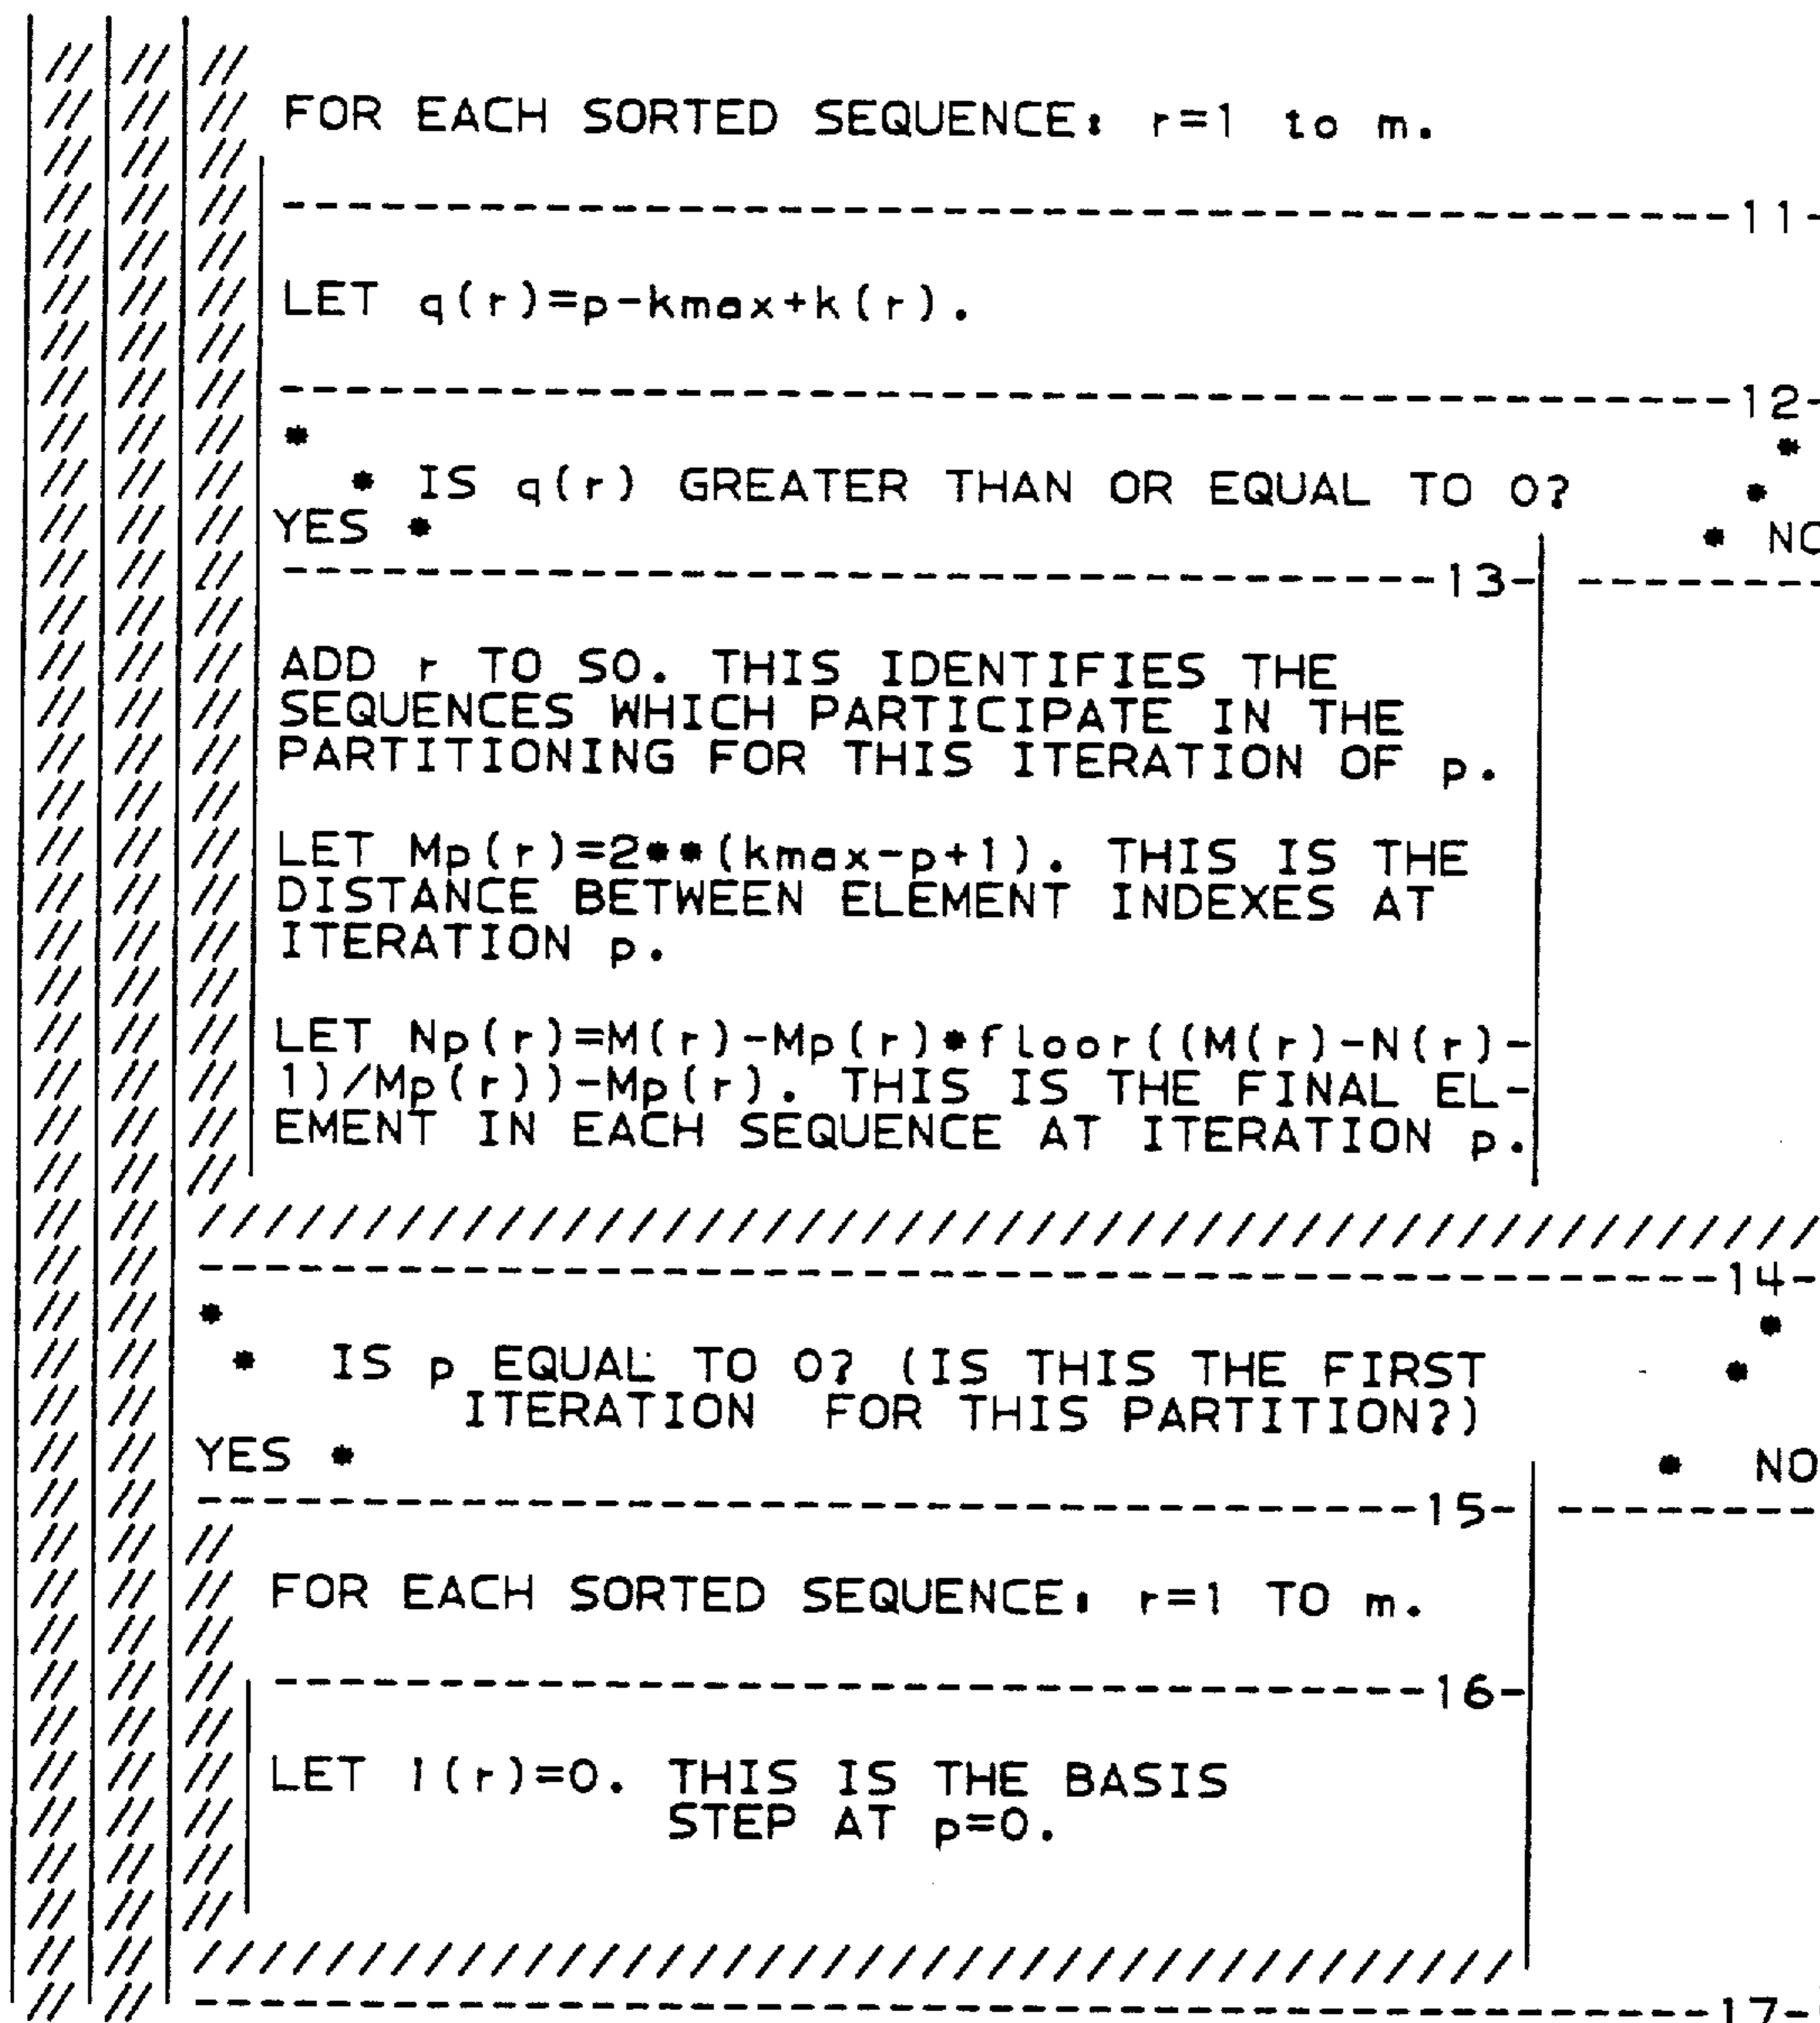 FOR EACH SORTED SEQUENCE: r=1 to m.
-11-
LET q(r)=p-kmax+k(r).
-12-
* *
* IS q(r) GREATER THAN OR EQUAL TO 0? *
YES * * NO
-13-
ADD r TO SO. THIS IDENTIFIES THE
SEQUENCES WHICH PARTICIPATE IN THE
PARTITIONING FOR THIS ITERATION OF p.
LET Mp(r)=2**(kmax-p+1). THIS IS THE
DISTANCE BETWEEN ELEMENT INDEXES AT
ITERATION p.
LET Np(r)=M(r)-Mp(r)*floor((M(r)-N(r)-
1)/Mp(r))-Mp(r). THIS IS THE FINAL EL-
EMENT IN EACH SEQUENCE AT ITERATION p.
-14-
* *
* IS p EQUAL TO 0? (IS THIS THE FIRST *
ITERATION FOR THIS PARTITION?)
YES * * NO
-15-
FOR EACH SORTED SEQUENCE: r=1 TO m.
-16-
LET i(r)=0. THIS IS THE BASIS
STEP AT p=0.
-17-